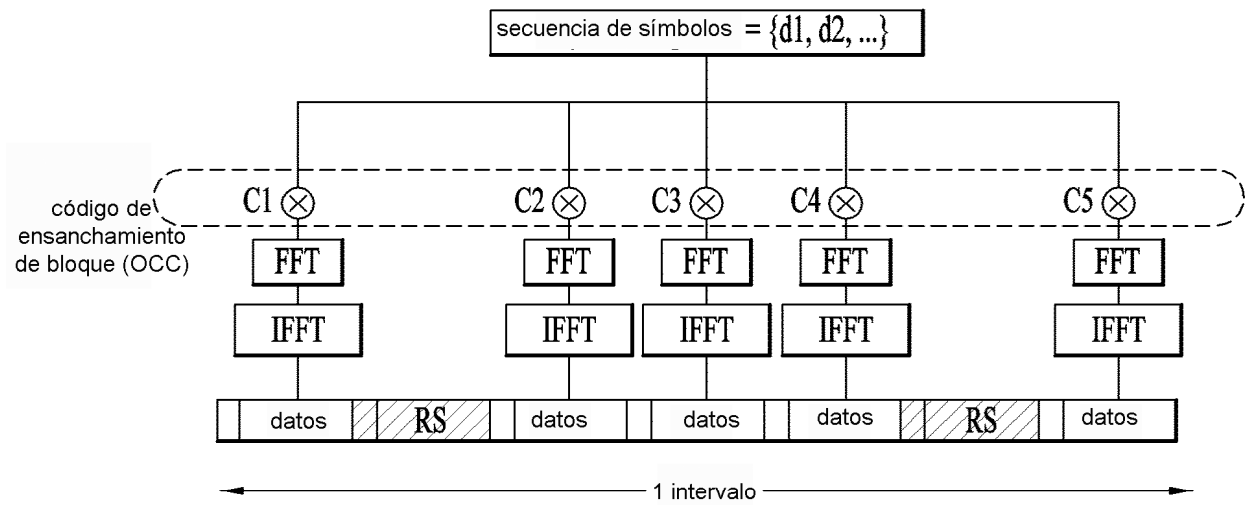 secuencia de símbolos = {d1, d2, ...}
C1 C2 C3 C4 C5
código de
ensanchamiento
de bloque (OCC)
FFT FFT FFT FFT FFT
IFFT IFFT IFFT IFFT IFFT
datos RS datos datos datos RS datos
1 intervalo